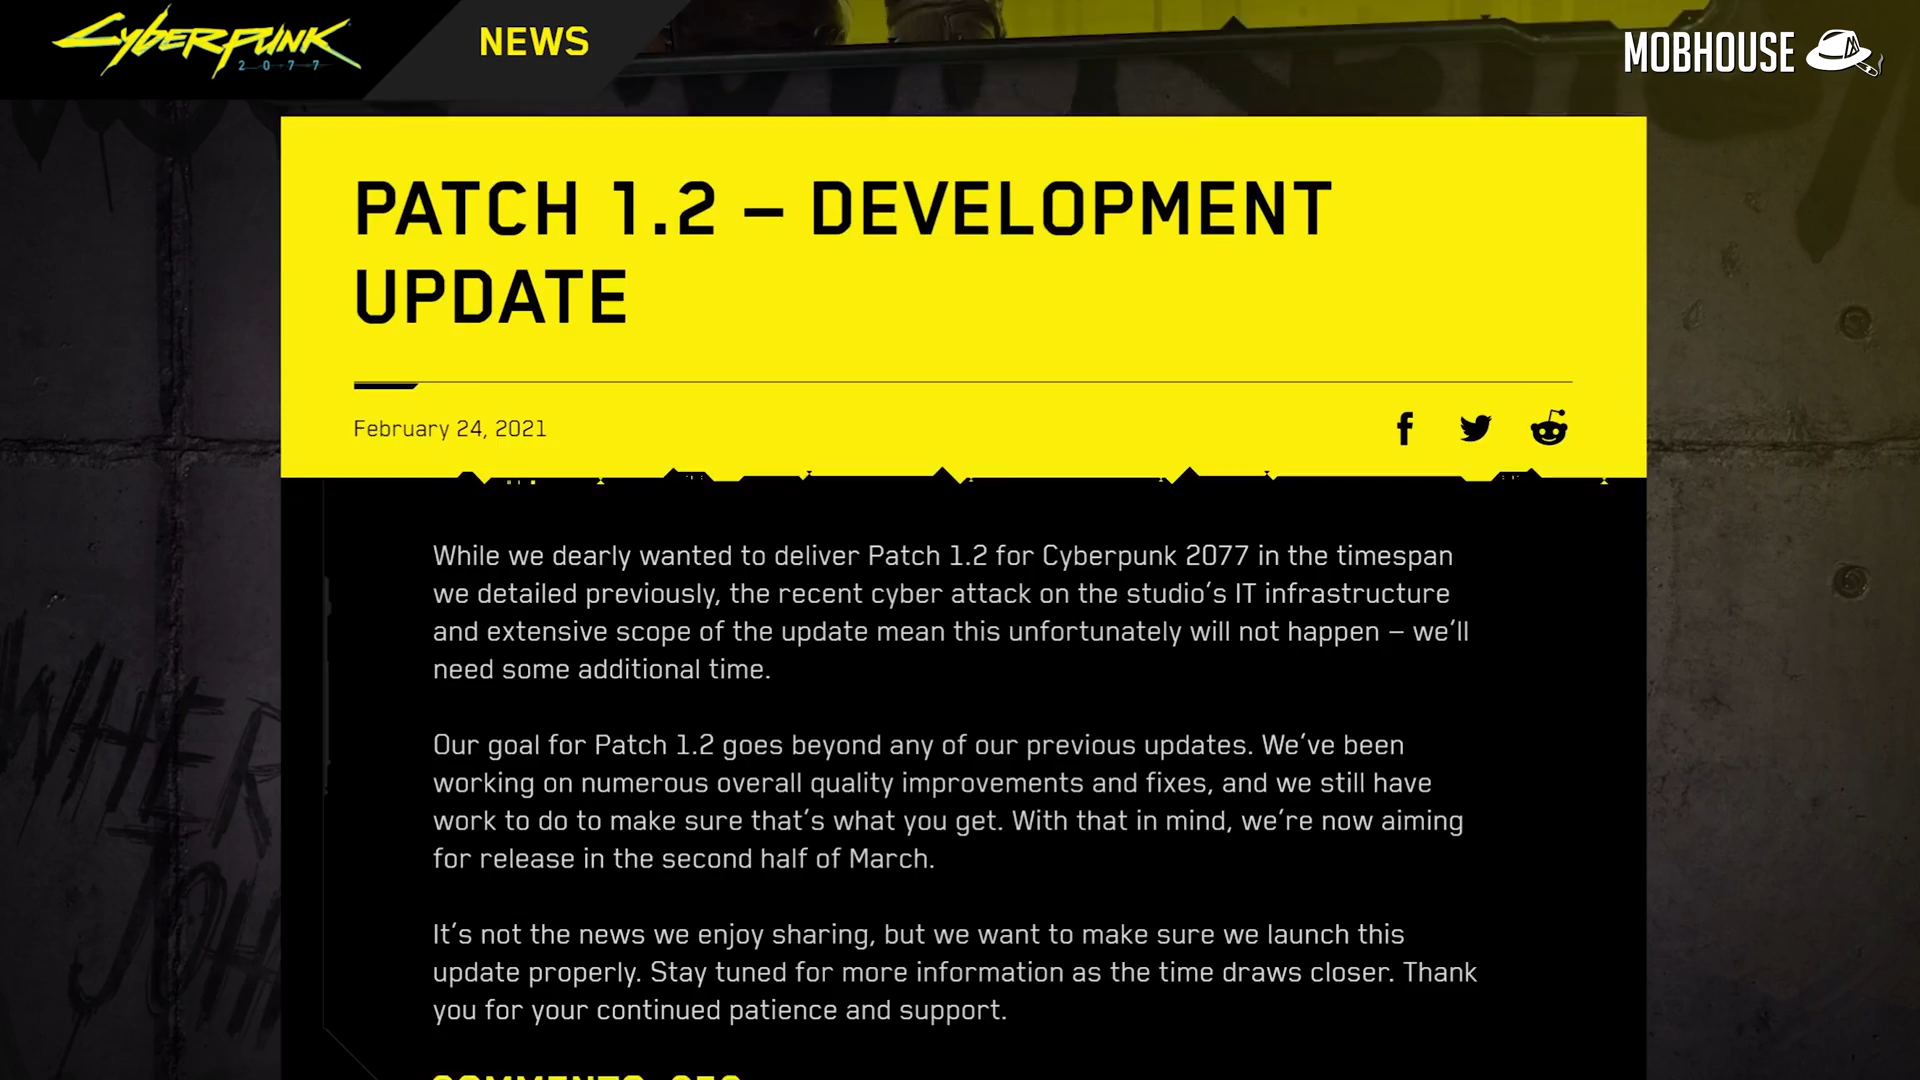 Cyberpunk
2077
NEWS
MOBHOUSE
PATCH 1.2 – DEVELOPMENT
UPDATE
February 24, 2021
While we dearly wanted to deliver Patch 1.2 for Cyberpunk 2077 in the timespan
we detailed previously, the recent cyber attack on the studio's IT infrastructure
and extensive scope of the update mean this unfortunately will not happen – we'll
need some additional time.
Our goal for Patch 1.2 goes beyond any of our previous updates. We've been
working on numerous overall quality improvements and fixes, and we still have
work to do to make sure that's what you get. With that in mind, we're now aiming
for release in the second half of March.
It's not the news we enjoy sharing, but we want to make sure we launch this
update properly. Stay tuned for more information as the time draws closer. Thank
you for your continued patience and support.